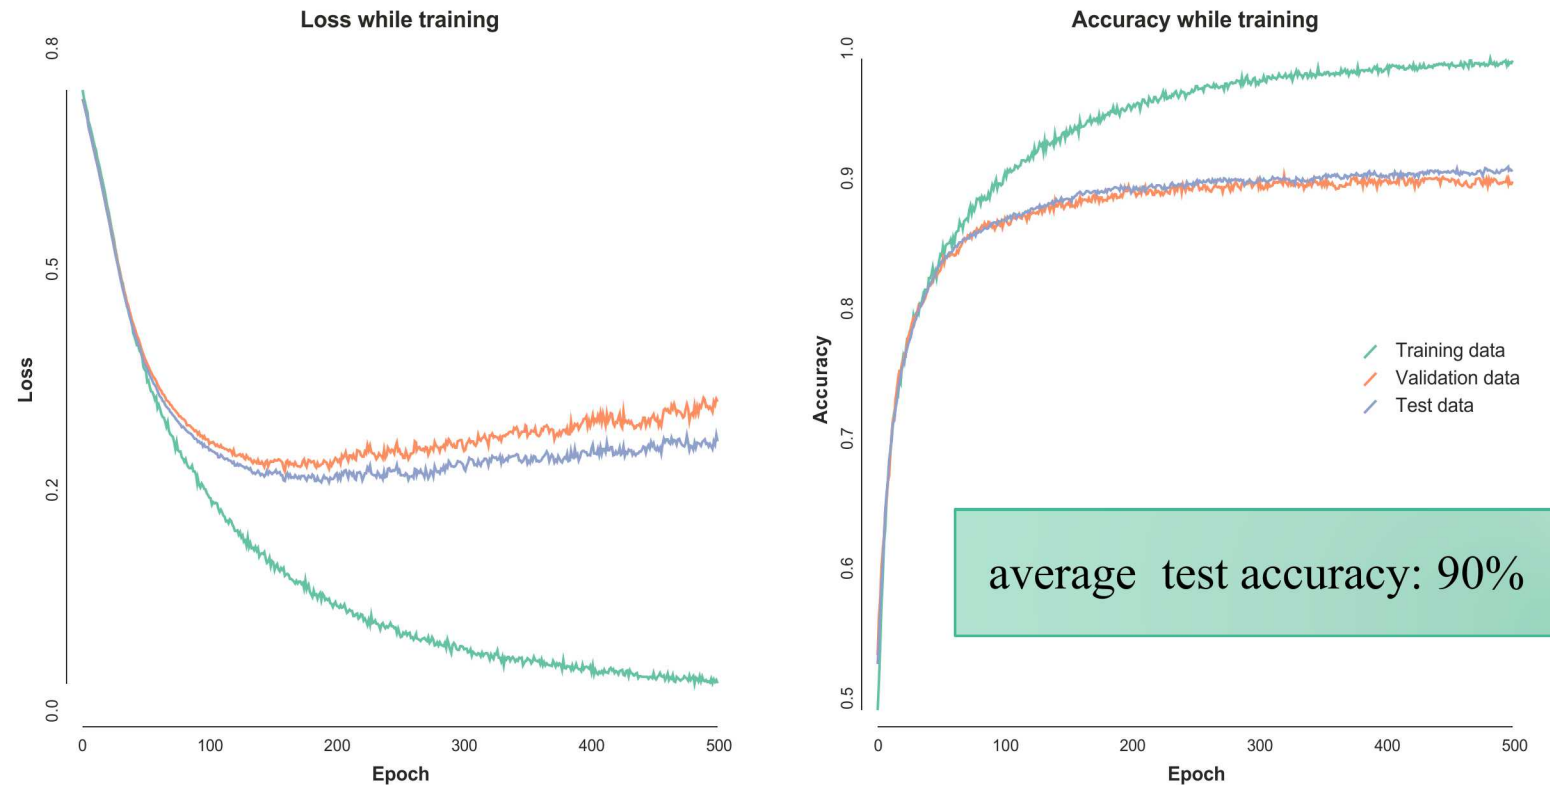 Loss while training
0.8
0.5
0.2
0.0
Loss
0 100 200 300 400 500
Epoch
Accuracy while training
1.0
0.9
0.8
0.7
0.6
0.5
Accuracy
Training data
Validation data
Test data
average test accuracy: 90%
0 100 200 300 400 500
Epoch